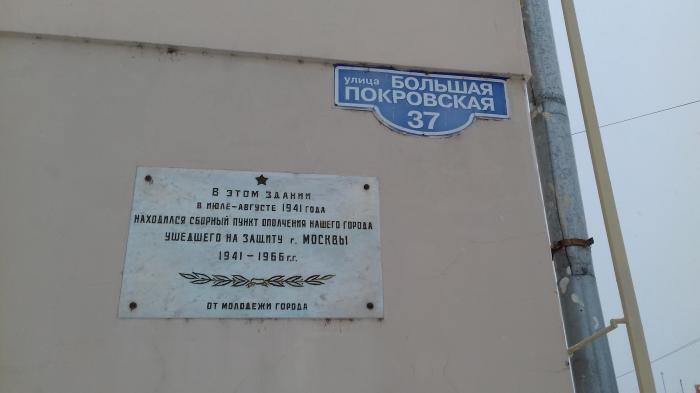 улица БОЛЬШАЯ
ПОКРОВСКАЯ
37
В ЭТОМ ЗДАНИИ
В ИЮЛЕ-АВГУСТЕ 1941 ГОДА
НАХОДИЛСЯ СБОРНЫЙ ПУНКТ ОПОЛЧЕНИЯ НАШЕГО ГОРОДА
УШЕДШЕГО НА ЗАЩИТУ г. МОСКВЫ
1941 – 1966 г.г.
ОТ МОЛОДЕЖИ ГОРОДА